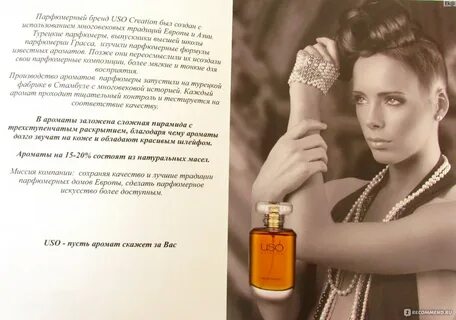 Парфюмерный бренд USO Creation был создан с
использованием многовековых традиций Европы и Азии.
Турецкие парфюмеры, выпускники высшей школы
парфюмерии Грасса, изучили парфюмерные формулы
известных ароматов. Позже они переосмыслили их исоздали
свои парфюмерные композиции, более мягкие и тонкие для
восприятия.
Производство ароматов парфюмеры запустили на турецкой
фабрике в Стамбуле с многовековой историей. Каждый
аромат проходит тщательный контроль и тестируется на
соответствие качеству.
В ароматы заложена сложная пирамида с
трехступенчатым раскрытием, благодаря чему ароматы
долго звучат на коже и обладают красивым шлейфом.
Ароматы на 15-20% состоят из натуральных масел.
Миссия компании: сохраняя качество и лучшие традиции
парфюмерных домов Европы, сделать парфюмерное
искусство более доступным.
USO - пусть аромат скажет за Вас
USO
IRECOMMEND.RU